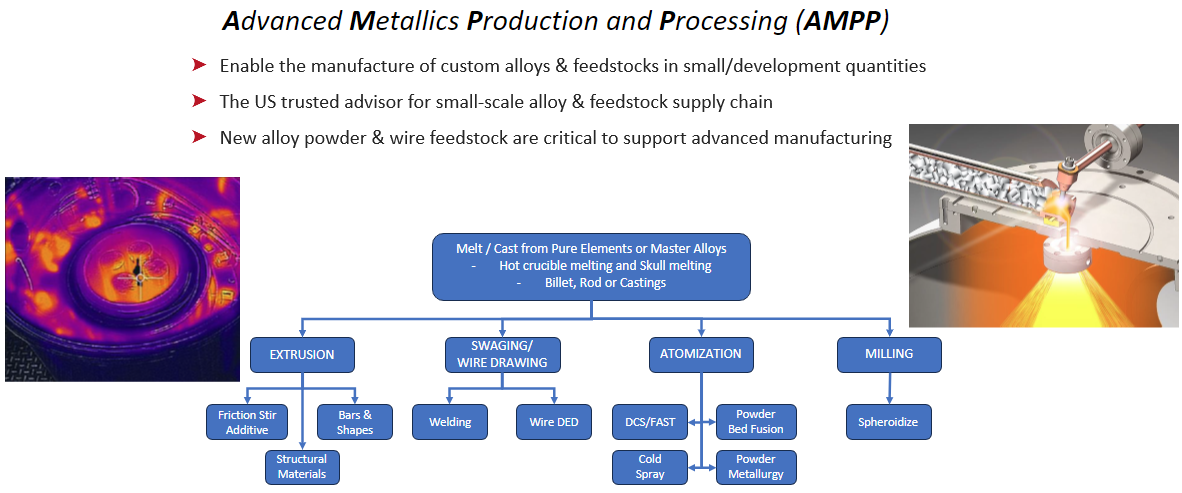 Advanced Metallics Production and Processing (AMPP)
Enable the manufacture of custom alloys & feedstocks in small/development quantities
The US trusted advisor for small-scale alloy & feedstock supply chain
New alloy powder & wire feedstock are critical to support advanced manufacturing
Melt / Cast from Pure Elements or Master Alloys
- Hot crucible melting and Skull melting
- Billet, Rod or Castings
EXTRUSION
SWAGING/
WIRE DRAWING
ATOMIZATION
MILLING
Friction Stir
Additive
Bars &
Shapes
Structural
Materials
Welding
Wire DED
DCS/FAST
Powder
Bed Fusion
Cold
Spray
Powder
Metallurgy
Spheroidize